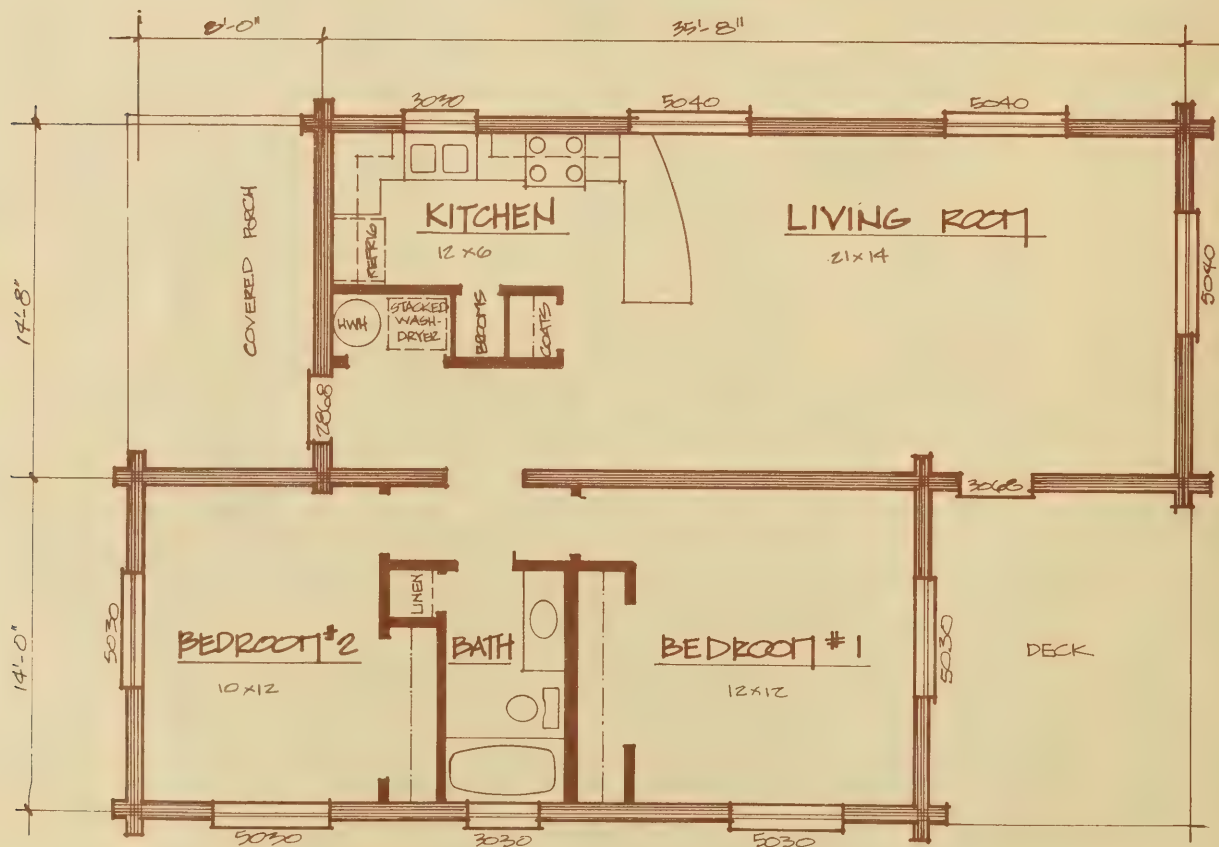 8'-0"
35'-8"
3030
5040
5040
14'-8"
COVERED PORCH
KITCHEN
12 x 6
LIVING ROOM
21 x 14
5040
REFRIG
HWH
STACKED
WASH-
DRYER
BROOMS
COATS
2868
3068
14'-0"
5030
BEDROOM #2
10 x 12
LINEN
BATH
BEDROOM #1
12 x 12
5030
DECK
5030
3030
5030